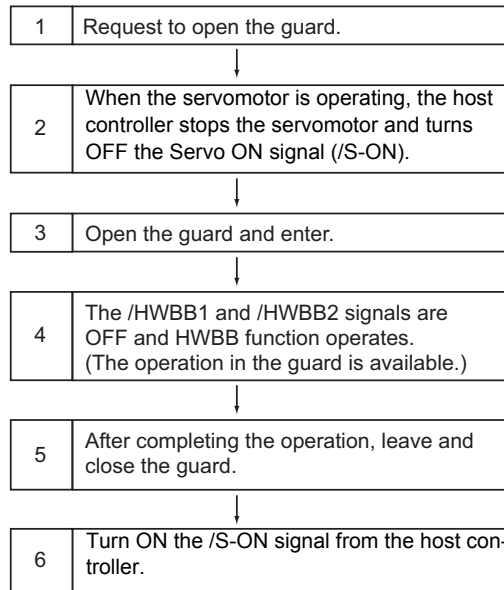 1 Request to open the guard.
When the servomotor is operating, the host
2 controller stops the servomotor and turns
OFF the Servo ON signal (/S-ON).
3 Open the guard and enter.
The /HWBB1 and /HWBB2 signals are
4 OFF and HWBB function operates.
(The operation in the guard is available.)
5 After completing the operation, leave and
close the guard.
6 Turn ON the /S-ON signal from the host con-
troller.